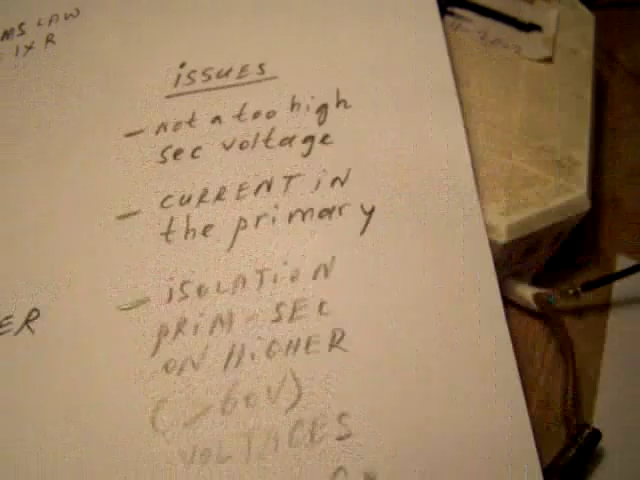 MS LAW
= I X R
issues
- not a too high
sec voltage
- CURRENT IN
the primary
- ISOLATION
PRIM-SEC
ON HIGHER
60V)
VOLTAGES
ER